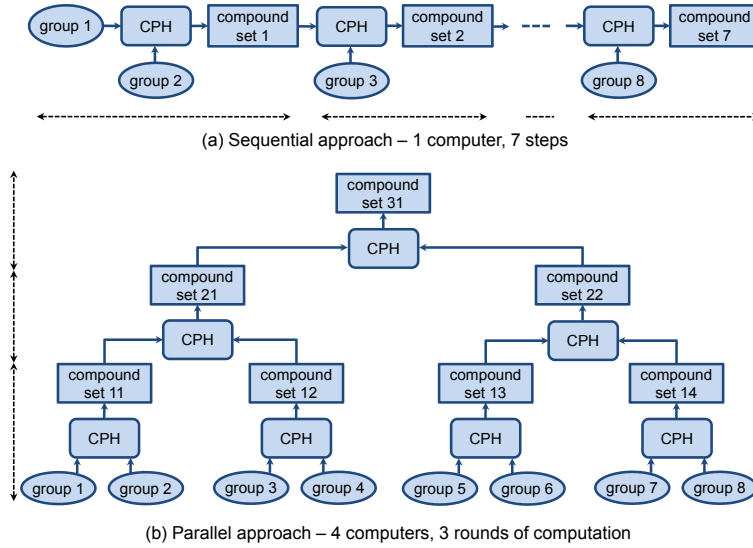 group 1
CPH
compound
set 1
CPH
compound
set 2
CPH
compound
set 7
group 2
group 3
group 8
(a) Sequential approach – 1 computer, 7 steps
compound
set 31
CPH
compound
set 21
compound
set 22
CPH
CPH
compound
set 11
compound
set 12
compound
set 13
compound
set 14
CPH
CPH
CPH
CPH
group 1
group 2
group 3
group 4
group 5
group 6
group 7
group 8
(b) Parallel approach – 4 computers, 3 rounds of computation